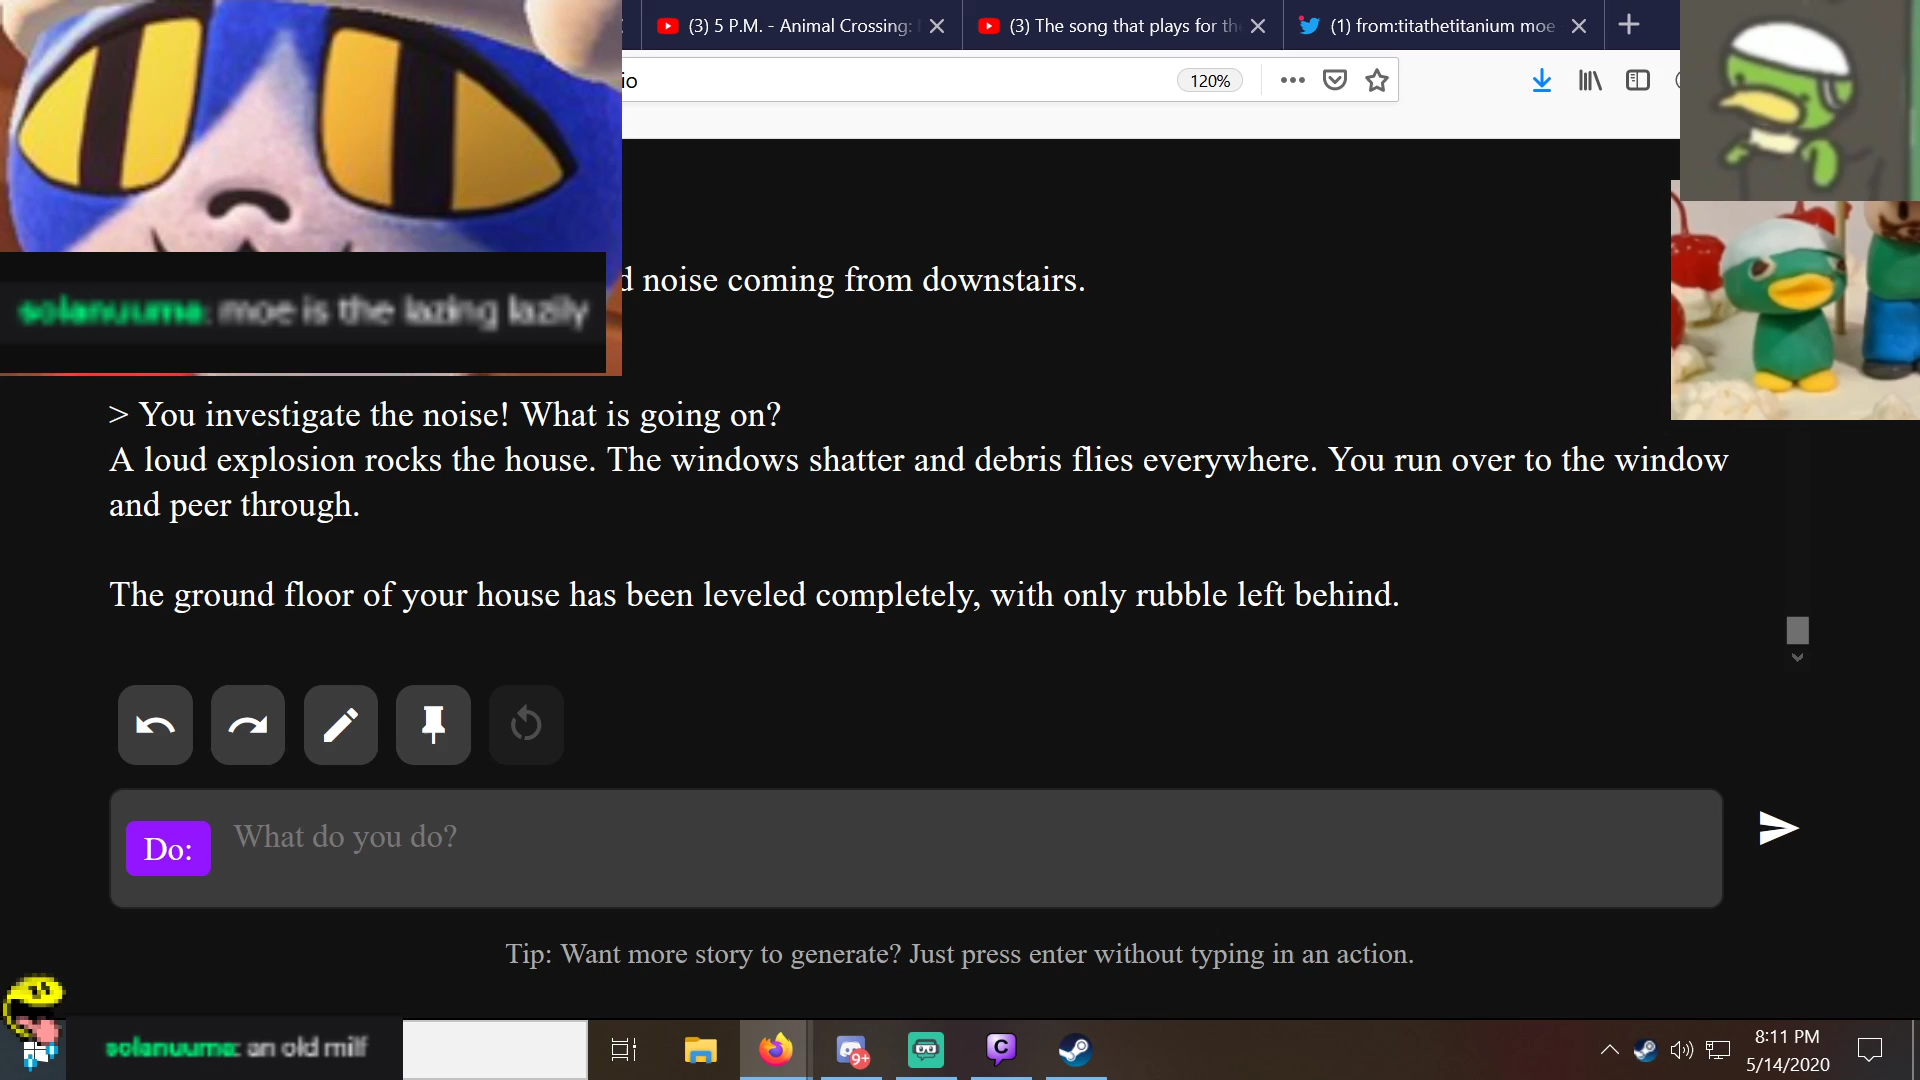 (3) 5 P.M. - Animal Crossing:
(3) The song that plays for the
(1) from:titathetitanium moe
io
120%
solanuuma: moe is the lazing lazily
noise coming from downstairs.
> You investigate the noise! What is going on?
A loud explosion rocks the house. The windows shatter and debris flies everywhere. You run over to the window
and peer through.
The ground floor of your house has been leveled completely, with only rubble left behind.
Do:
What do you do?
Tip: Want more story to generate? Just press enter without typing in an action.
solanuuma: an old milf
9+
8:11 PM
5/14/2020